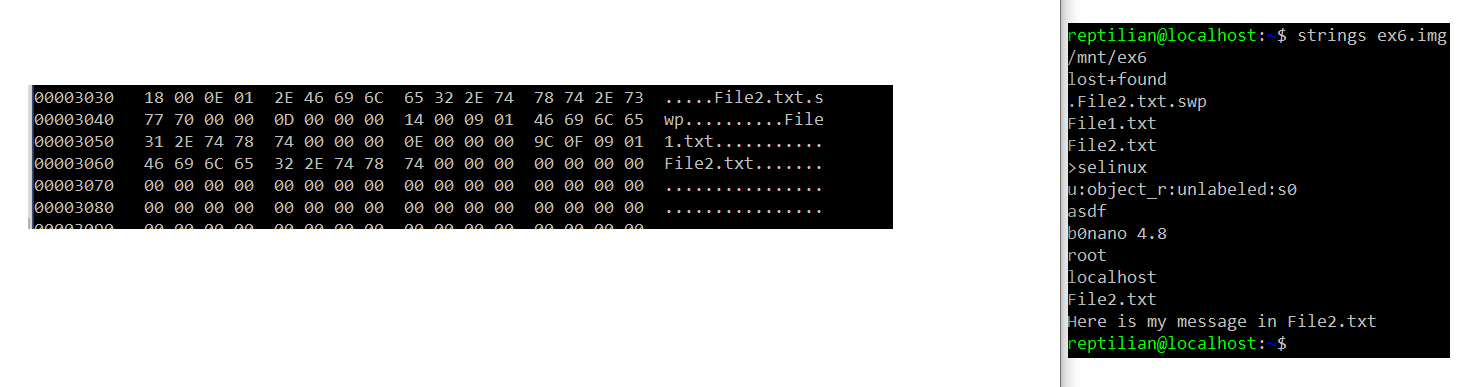 00003030 18 00 0E 01 2E 46 69 6C 65 32 2E 74 78 74 2E 73 .....File2.txt.s
00003040 77 70 00 00 0D 00 00 00 14 00 09 01 46 69 6C 65 wp..........File
00003050 31 2E 74 78 74 00 00 00 0E 00 00 00 9C 0F 09 01 1.txt...........
00003060 46 69 6C 65 32 2E 74 78 74 00 00 00 00 00 00 00 File2.txt.......
00003070 00 00 00 00 00 00 00 00 00 00 00 00 00 00 00 00 ................
00003080 00 00 00 00 00 00 00 00 00 00 00 00 00 00 00 00 ................
reptilian@localhost:~$ strings ex6.img
/mnt/ex6
lost+found
.File2.txt.swp
File1.txt
File2.txt
>selinux
u:object_r:unlabeled:s0
asdf
b0nano 4.8
root
localhost
File2.txt
Here is my message in File2.txt
reptilian@localhost:~$